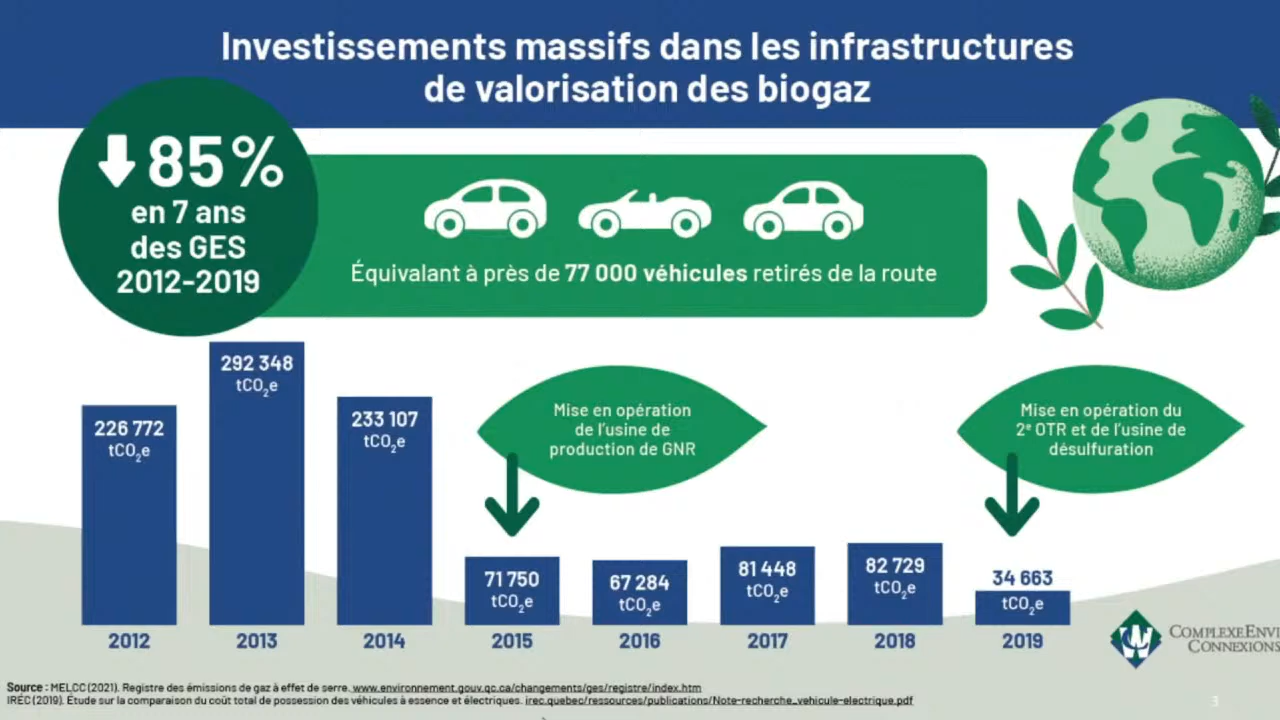 Investissements massifs dans les infrastructures
de valorisation des biogaz
85%
en 7 ans
des GES
2012-2019
Équivalant à près de 77 000 véhicules retirés de la route
226 772
tCO₂e
292 348
tCO₂e
233 107
tCO₂e
Mise en opération
de l'usine de
production de GNR
Mise en opération du
2ᵉ OTR et de l'usine de
désulfuration
71 750
tCO₂e
67 284
tCO₂e
81 448
tCO₂e
82 729
tCO₂e
34 663
tCO₂e
2012
2013
2014
2015
2016
2017
2018
2019
COMPLEXEENVI
CONNEXIONS
Source : MELCC (2021). Registre des émissions de gaz à effet de serre. www.environnement.gouv.qc.ca/changements/ges/registre/index.htm
IRÉC (2019). Étude sur la comparaison du coût total de possession des véhicules à essence et électriques. irec.quebec/ressources/publications/Note-recherche_vehicule-electrique.pdf
3